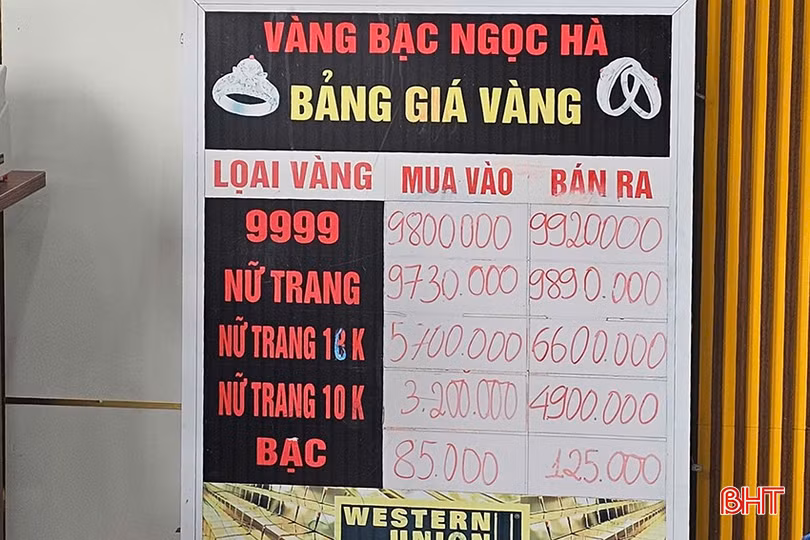 VÀNG BẠC NGỌC HÀ
BẢNG GIÁ VÀNG
LOẠI VÀNG MUA VÀO BÁN RA
9999 9800000 9920000
NỮ TRANG 9730.000 9890.000
NỮ TRANG 16 K 5700.000 6600.000
NỮ TRANG 10 K 3.200.000 4900.000
BẠC 85.000 125.000
WESTERN
UNION
BHT